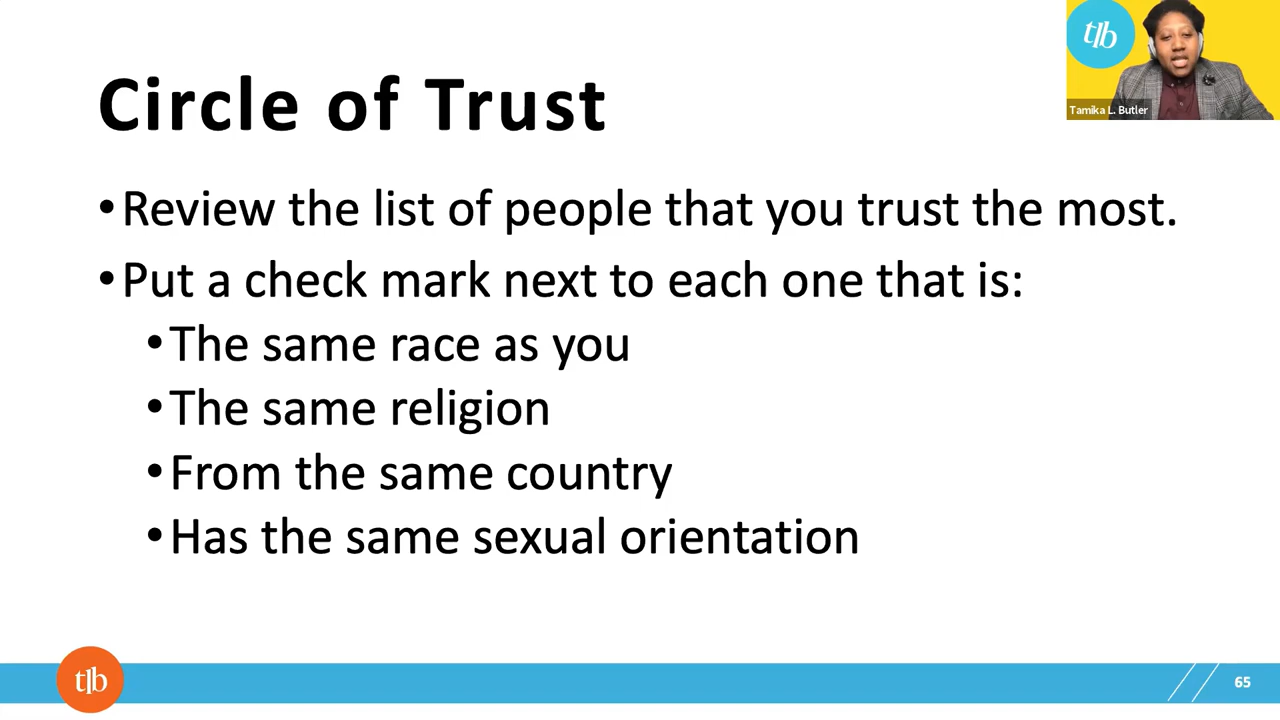 tlb
Tamika L. Butler
Circle of Trust
•Review the list of people that you trust the most.
•Put a check mark next to each one that is:
•The same race as you
•The same religion
•From the same country
•Has the same sexual orientation
tlb
65